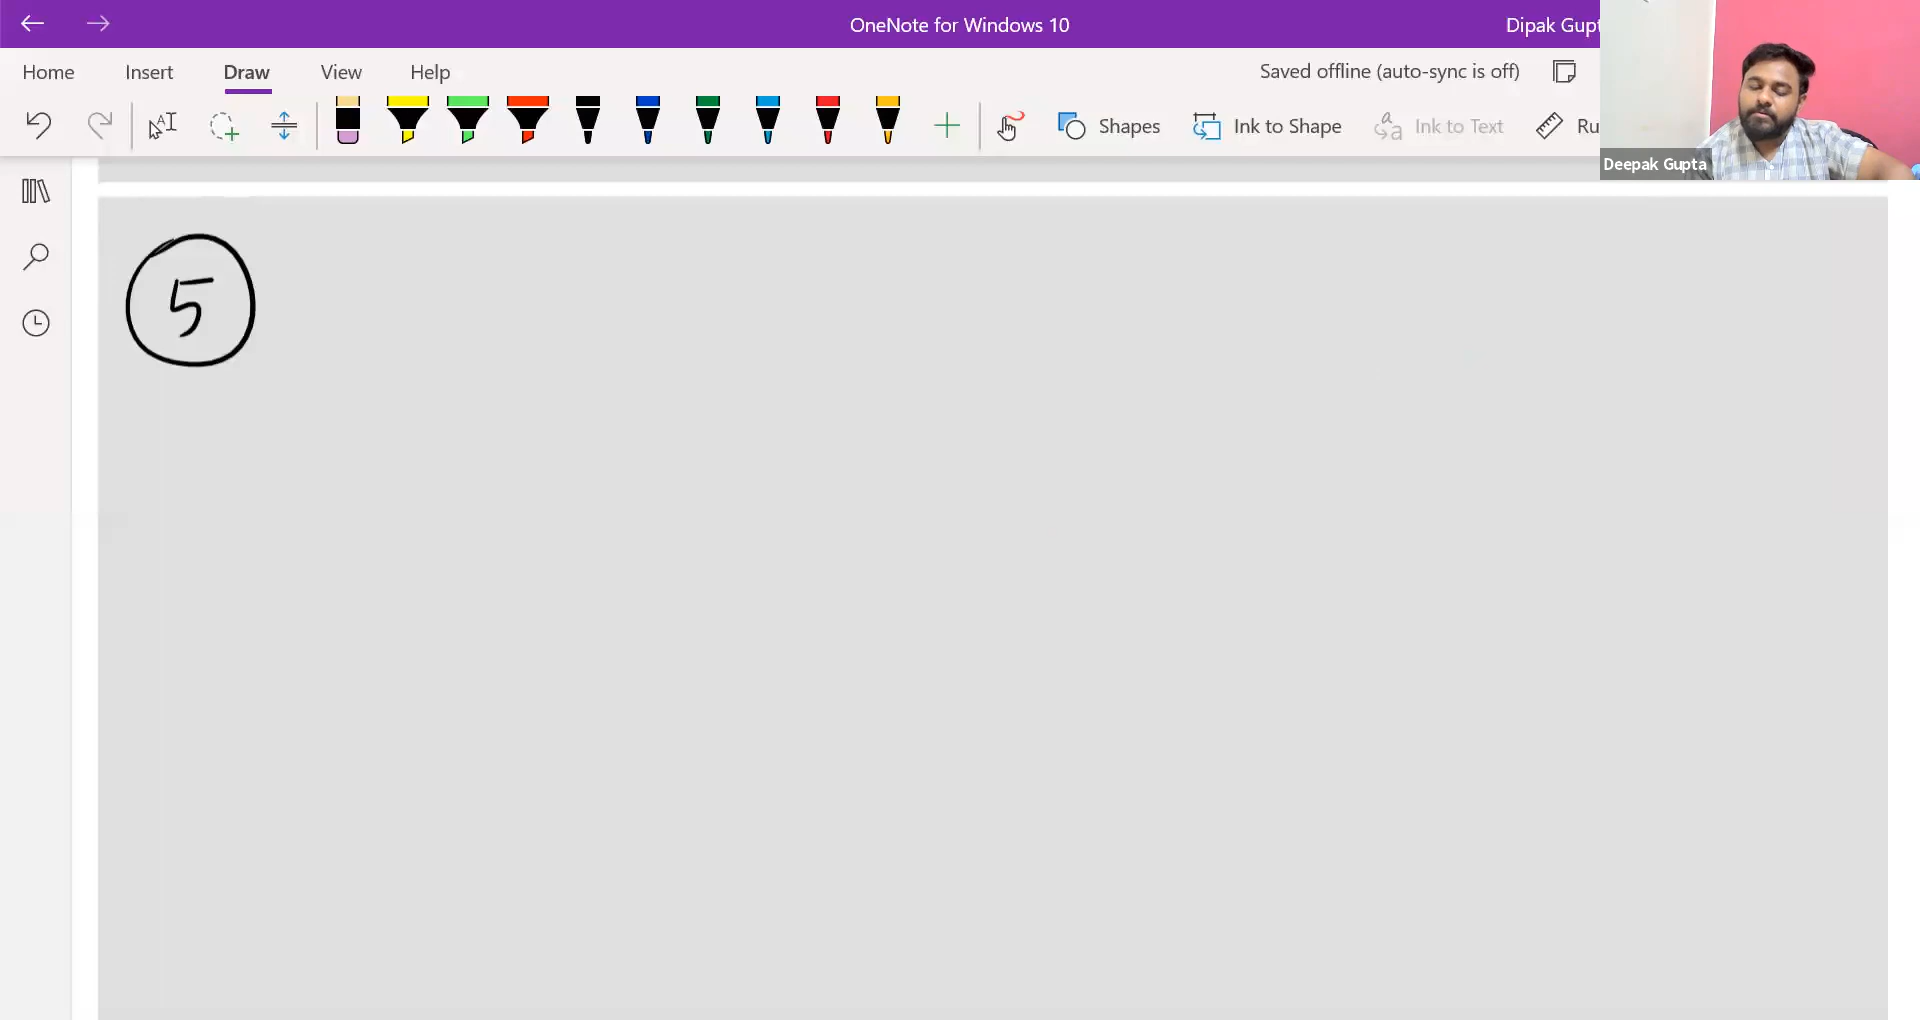 OneNote for Windows 10
Dipak Gupt
Home Insert Draw View Help
Saved offline (auto-sync is off)
Shapes Ink to Shape Ink to Text Ru
Deepak Gupta
5